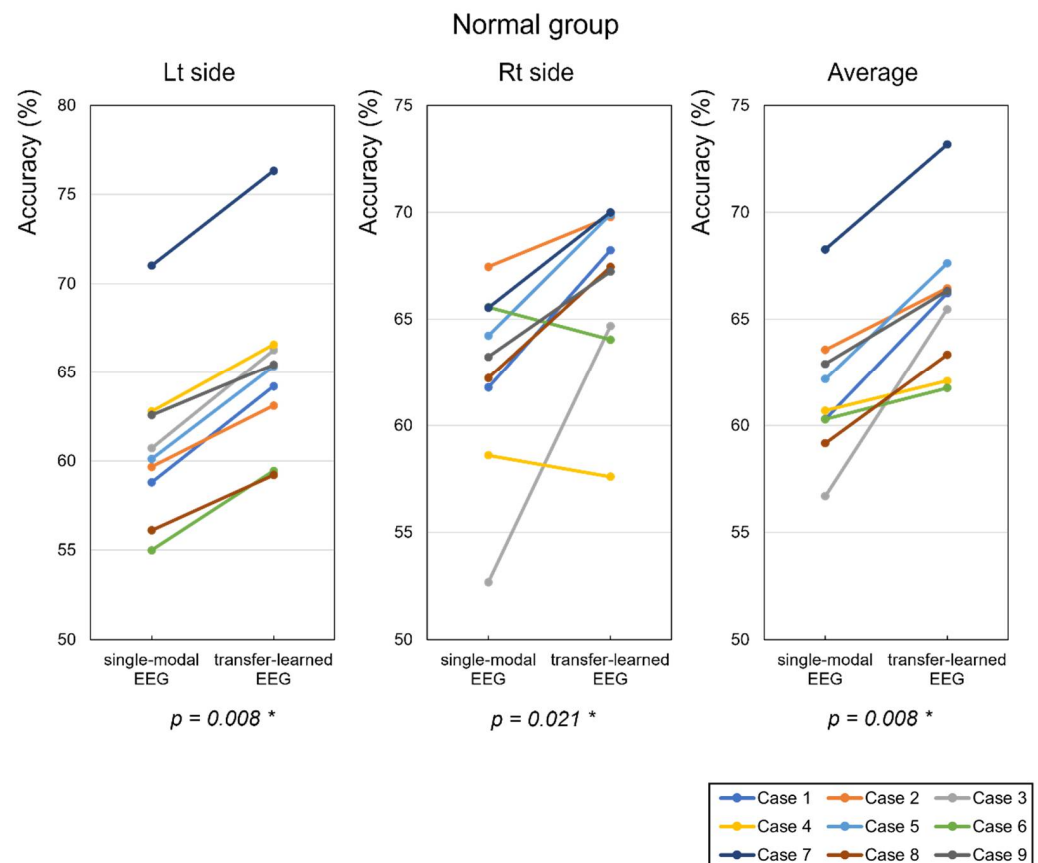 Normal group
Lt side
Rt side
Average
Accuracy (%)
80
75
70
65
60
55
50
single-modal EEG
transfer-learned EEG
p = 0.008 *
Accuracy (%)
75
70
65
60
55
50
single-modal EEG
transfer-learned EEG
p = 0.021 *
Accuracy (%)
75
70
65
60
55
50
single-modal EEG
transfer-learned EEG
p = 0.008 *
Case 1 Case 2 Case 3
Case 4 Case 5 Case 6
Case 7 Case 8 Case 9